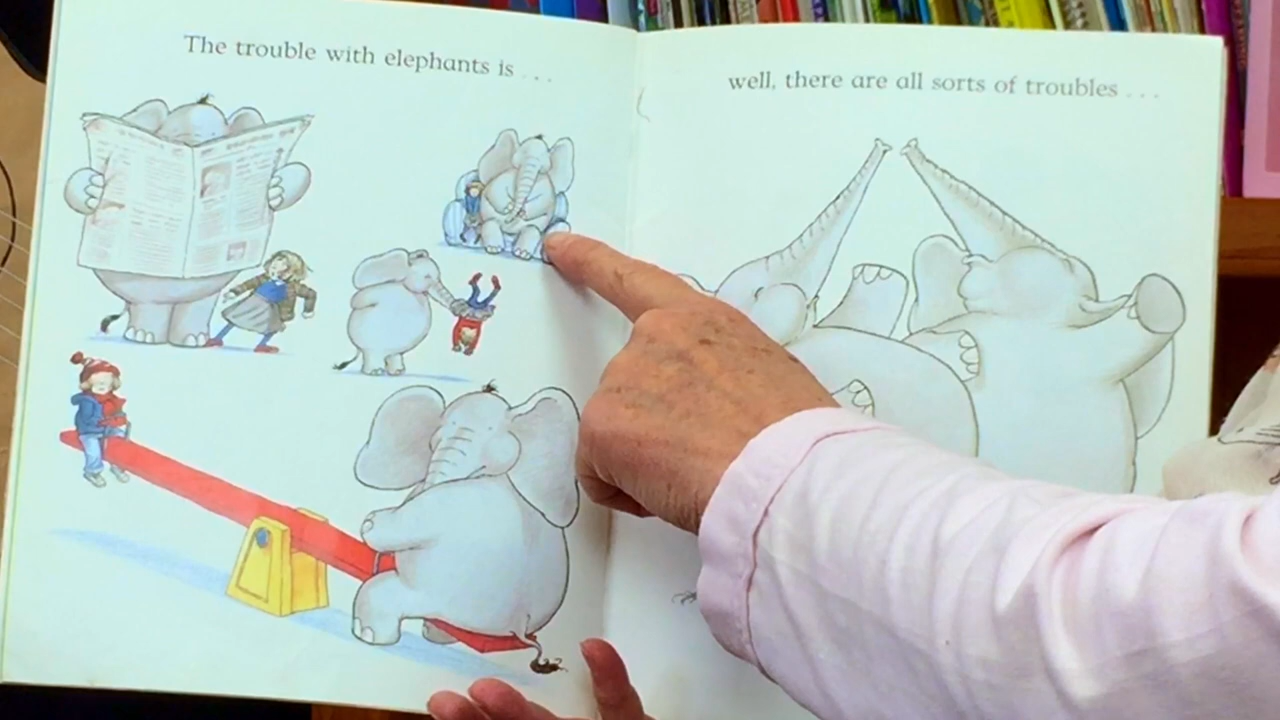 The trouble with elephants is ...
well, there are all sorts of troubles ...